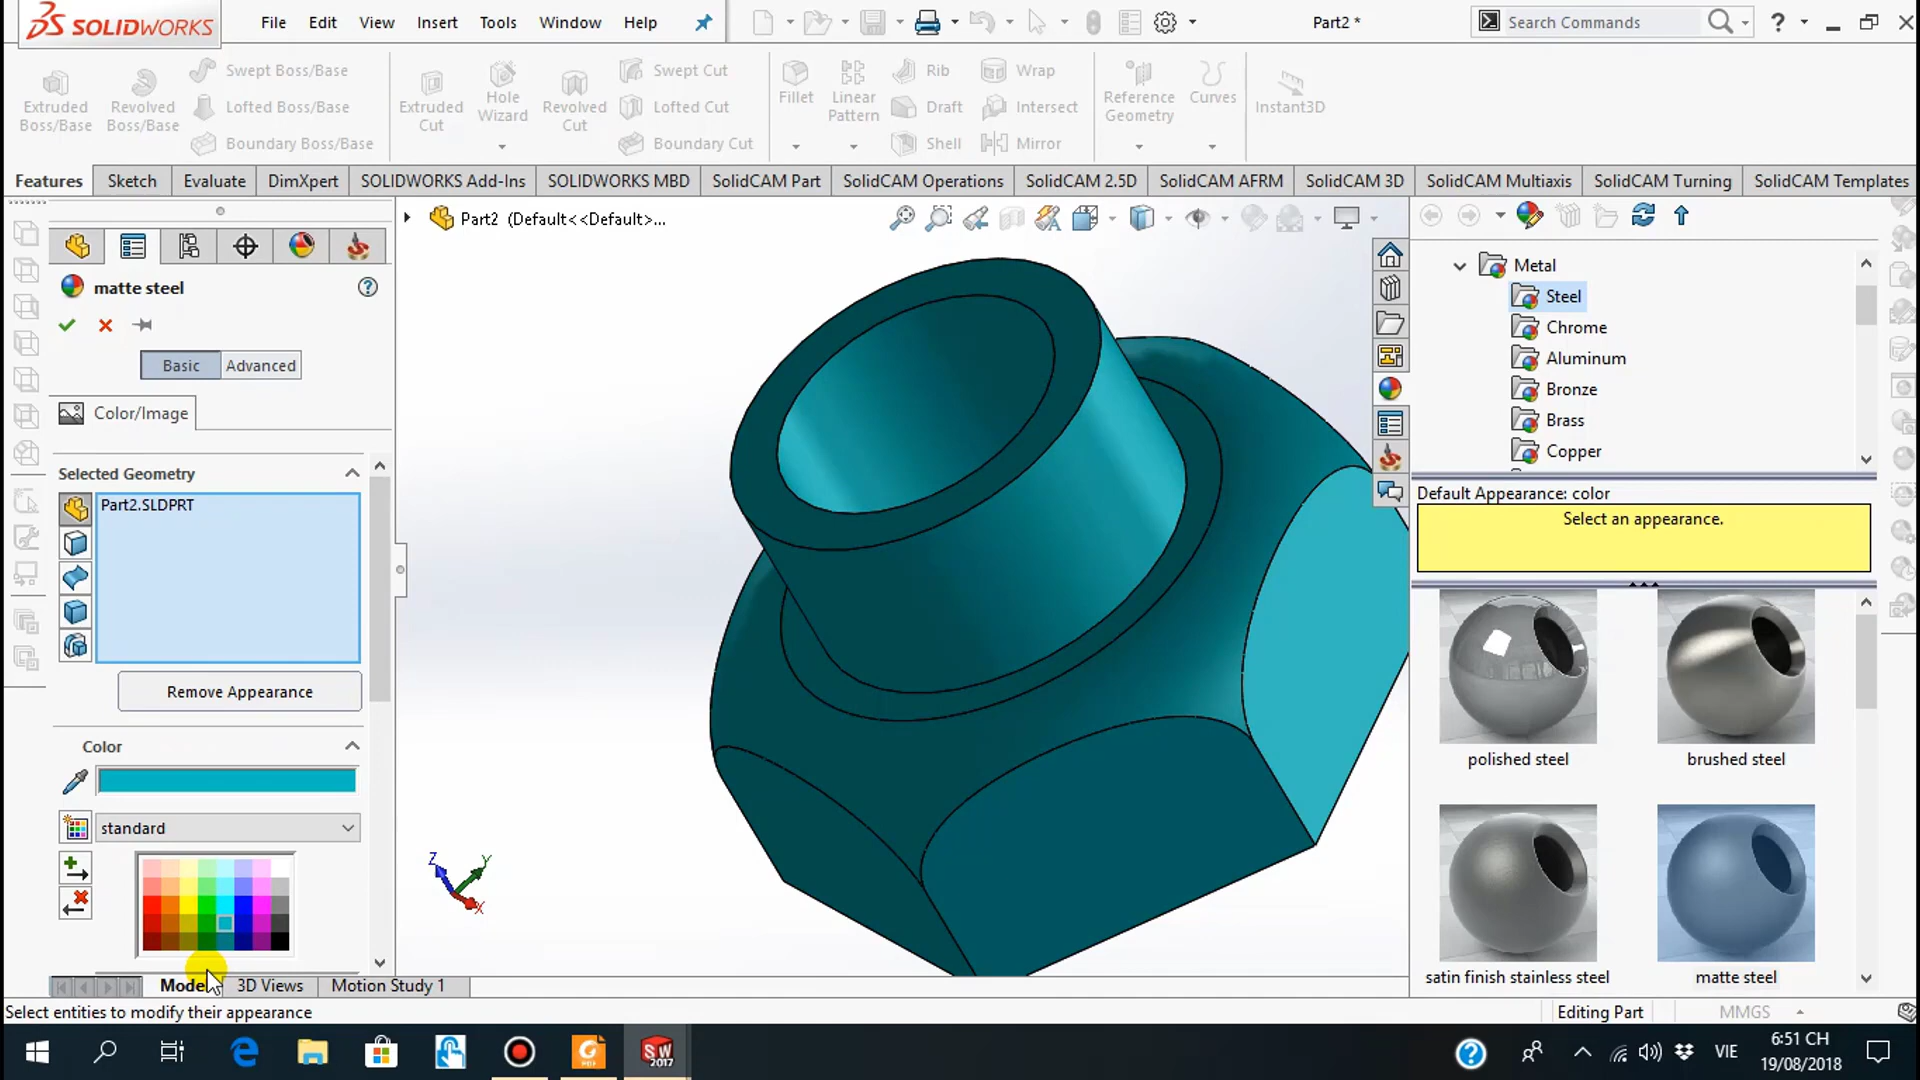 SOLIDWORKS
File Edit View Insert Tools Window Help
Part2 *
Search Commands
?
Extruded Boss/Base
Revolved Boss/Base
Swept Boss/Base
Lofted Boss/Base
Boundary Boss/Base
Extruded Cut
Hole Wizard
Revolved Cut
Swept Cut
Lofted Cut
Boundary Cut
Fillet
Linear Pattern
Rib
Draft
Shell
Wrap
Intersect
Mirror
Reference Geometry
Curves
Instant3D
Features Sketch Evaluate DimXpert SOLIDWORKS Add-Ins SOLIDWORKS MBD SolidCAM Part SolidCAM Operations SolidCAM 2.5D SolidCAM AFRM SolidCAM 3D SolidCAM Multiaxis SolidCAM Turning SolidCAM Templates
Part2 (Default<<Default>...
matte steel
Basic Advanced
Color/Image
Selected Geometry
Part2.SLDPRT
Remove Appearance
Color
standard
Z Y X
Metal
Steel
Chrome
Aluminum
Bronze
Brass
Copper
Default Appearance: color
Select an appearance.
polished steel
brushed steel
satin finish stainless steel
matte steel
Model 3D Views Motion Study 1
Select entities to modify their appearance
Editing Part
MMGS
SW 2017
VIE
6:51 CH
19/08/2018